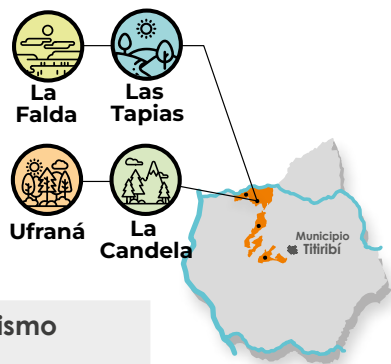 La
Falda
Las
Tapias
Ufraná
La
Candela
Municipio
Titiribí
ismo